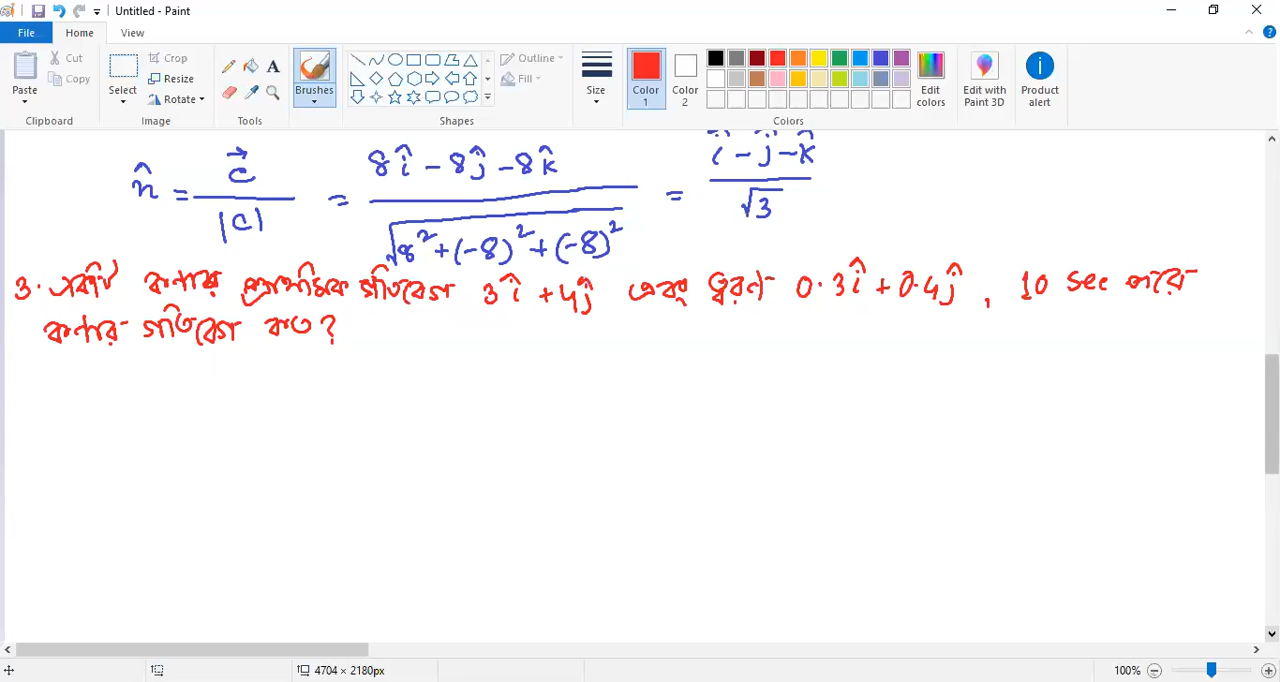 Untitled - Paint
File Home View
Paste Cut Copy
Clipboard
Select Crop Resize Rotate
Image
A
Tools
Brushes
Outline Fill
Shapes
Size
Color 1 Color 2
Edit colors
Colors
Edit with Paint 3D
Product alert
n̂ = c⃗ / |c| = 8î - 8ĵ - 8k̂ / √8² + (-8)² + (-8)² = î - ĵ - k̂ / √3
3. একটি কণার প্রাথমিক গতিবেগ 3î + 4ĵ এবং ত্বরণ 0.3î + 0.4ĵ , 10 sec পরে
কণার গতিবেগ কত?
4704 × 2180px 100%